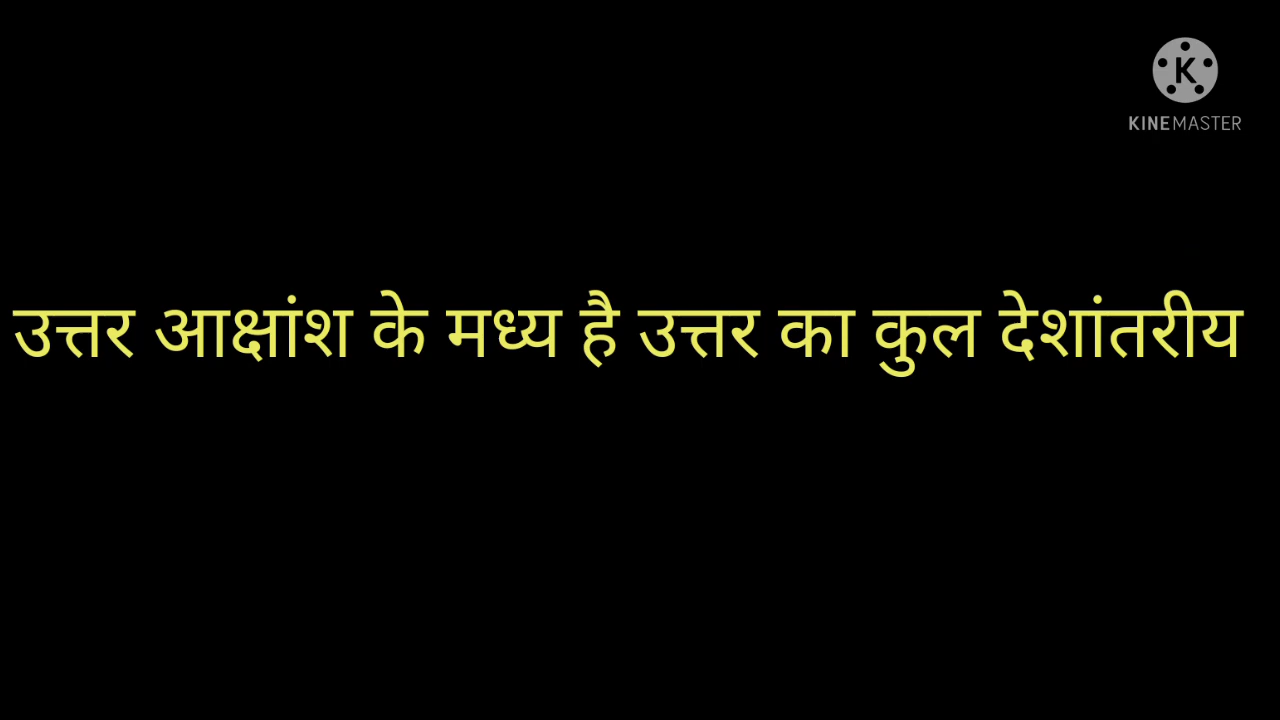 K
KINEMASTER
उत्तर आक्षांश के मध्य है उत्तर का कुल देशांतरीय